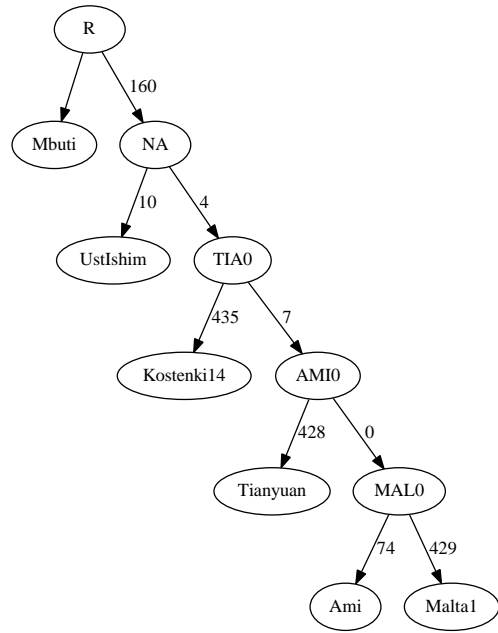 R
160
Mbuti
NA
10
4
UstIshim
TIA0
435
7
Kostenki14
AMI0
428
0
Tianyuan
MAL0
74
429
Ami
Malta1